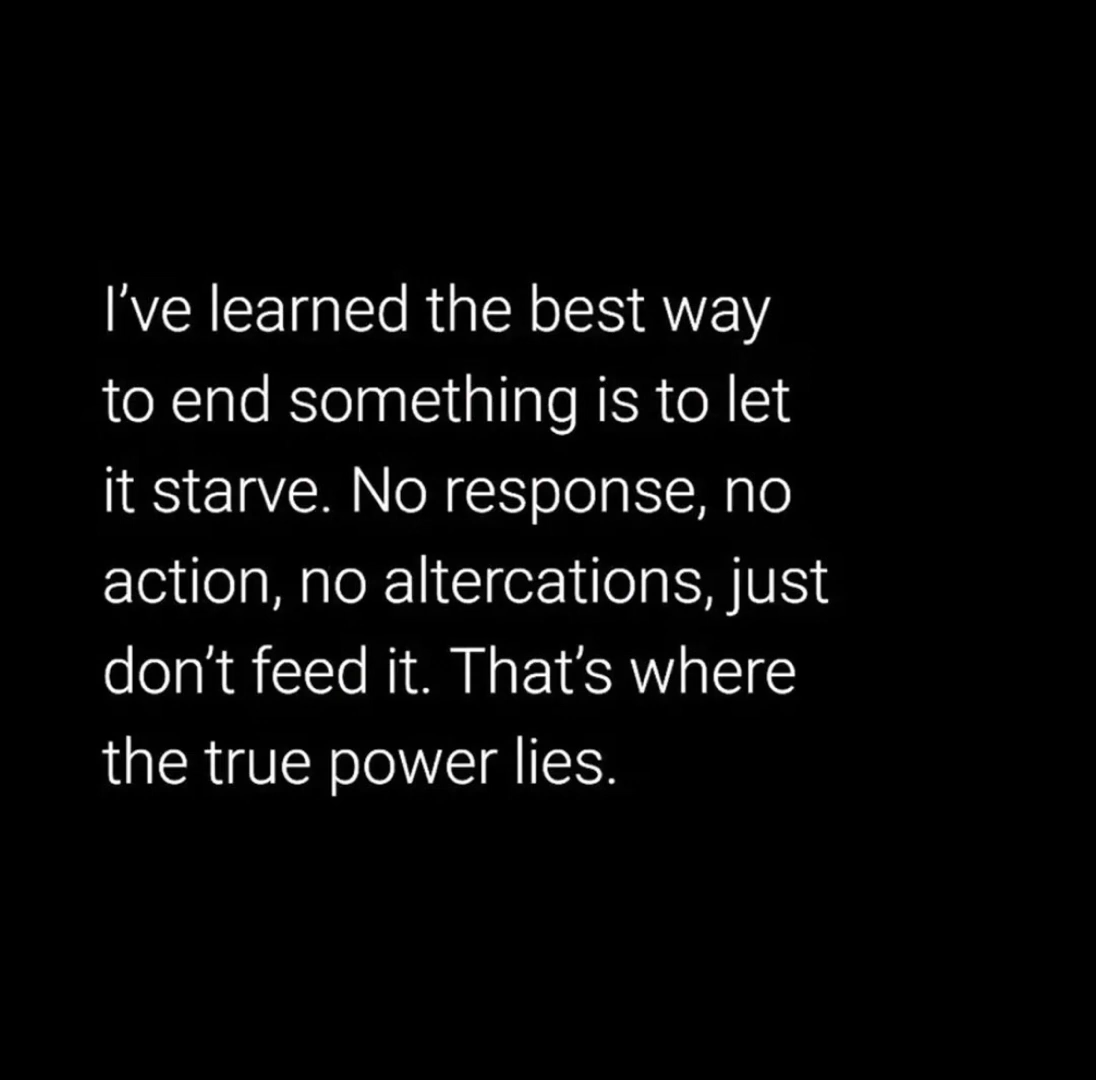 I’ve learned the best way
to end something is to let
it starve. No response, no
action, no altercations, just
don’t feed it. That’s where
the true power lies.